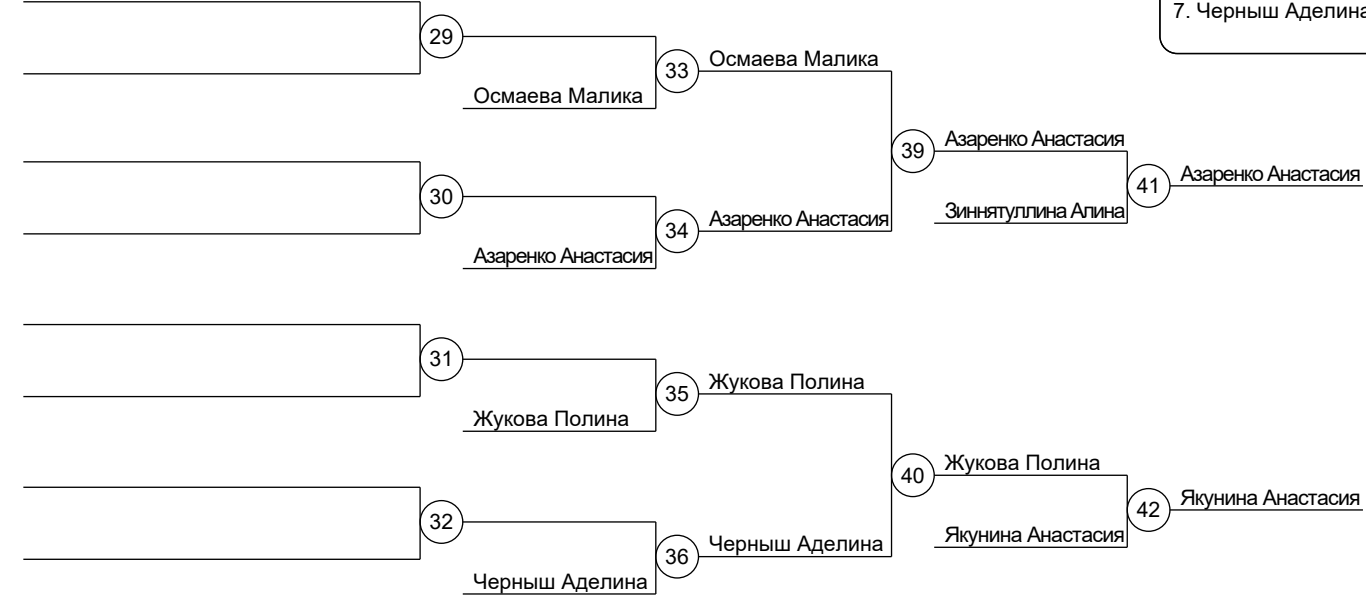 7. Черныш Аделина
29
33
Осмаева Малика
Осмаева Малика
39
Азаренко Анастасия
30
34
Азаренко Анастасия
41
Азаренко Анастасия
Зиннятуллина Алина
Азаренко Анастасия
31
35
Жукова Полина
Жукова Полина
40
Жукова Полина
32
36
Черныш Аделина
42
Якунина Анастасия
Якунина Анастасия
Черныш Аделина